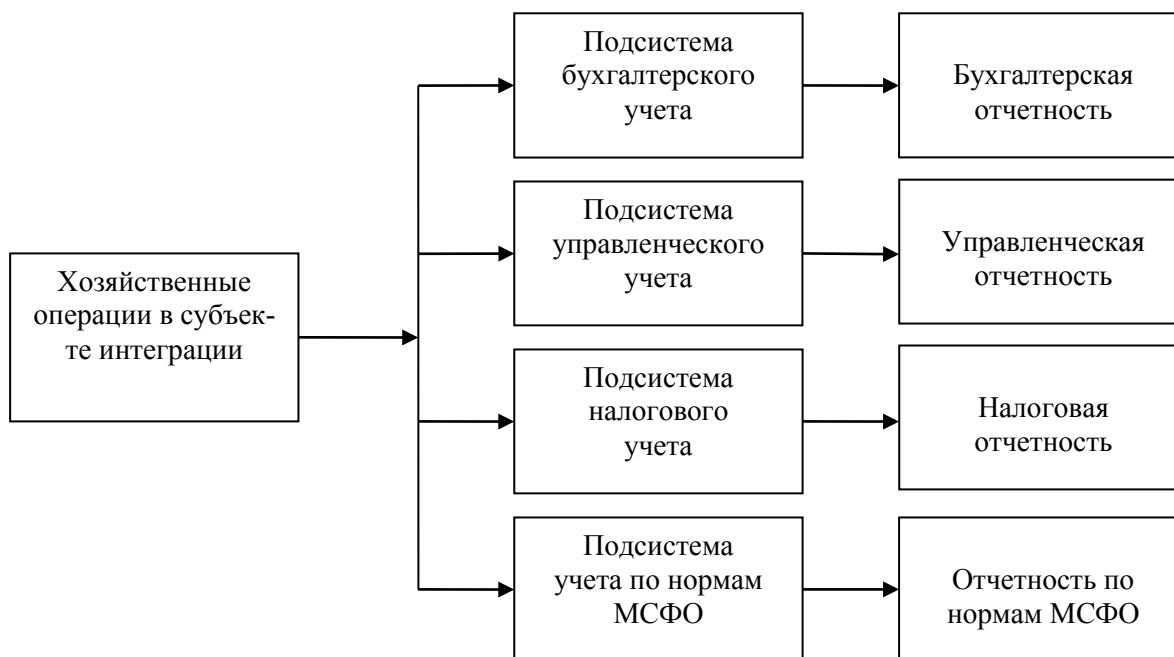 Подсистема
бухгалтерского
учета
Бухгалтерская
отчетность
Подсистема
управленческого
учета
Управленческая
отчетность
Хозяйственные
операции в субъек-
те интеграции
Подсистема
налогового
учета
Налоговая
отчетность
Подсистема
учета по нормам
МСФО
Отчетность по
нормам МСФО